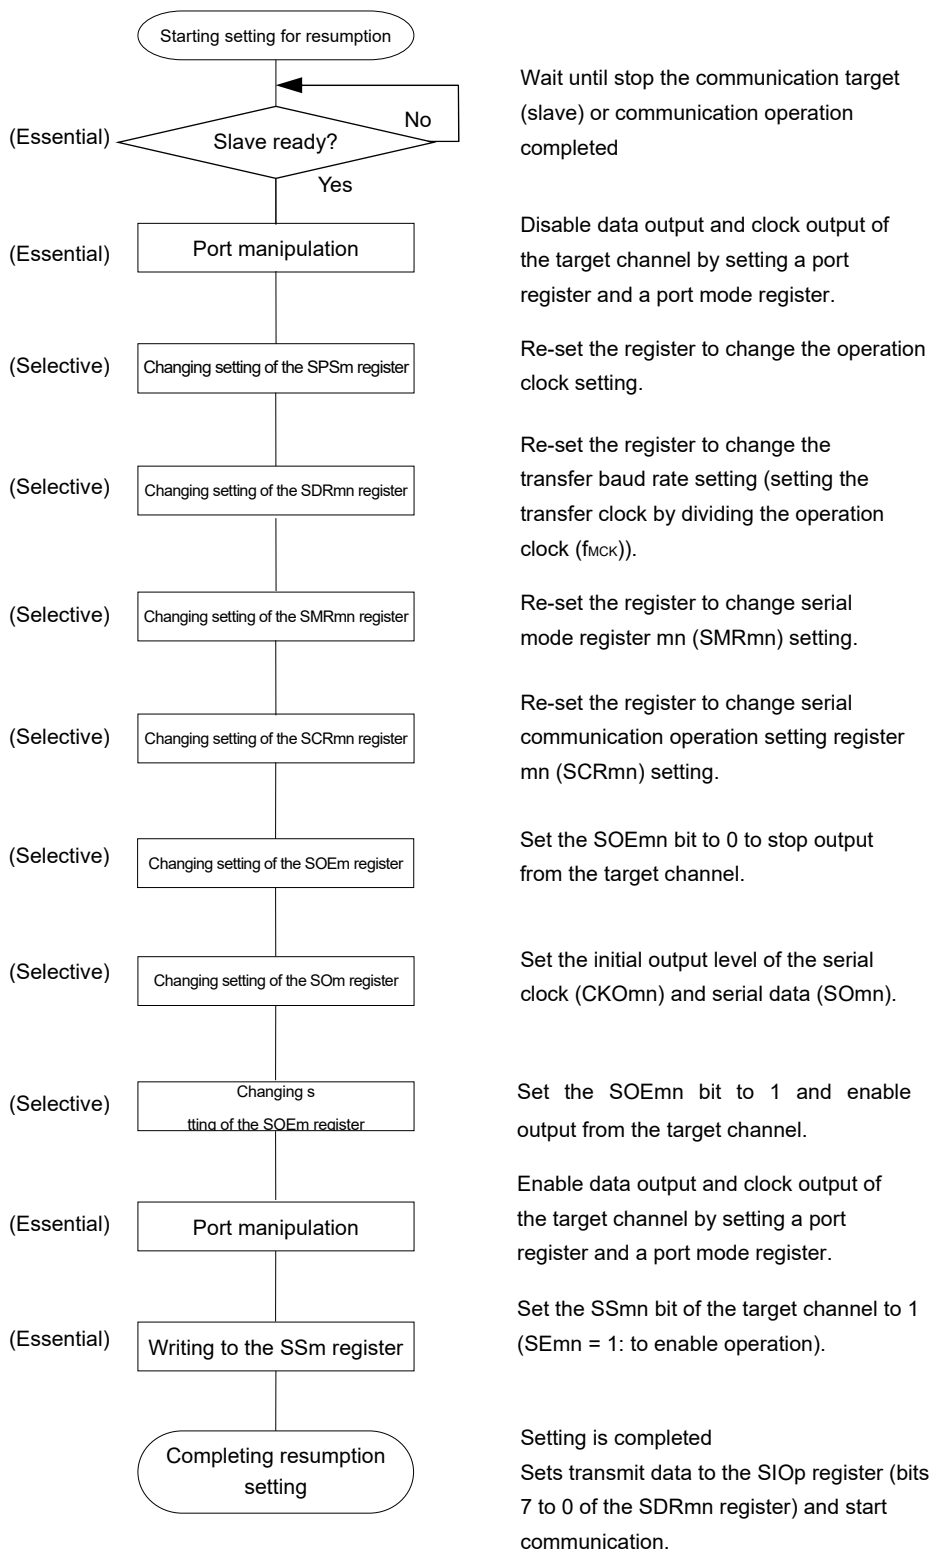 Starting setting for resumption
Wait until stop the communication target
(slave) or communication operation
completed
(Essential)
Slave ready?
No
Yes
(Essential)
Port manipulation
Disable data output and clock output of
the target channel by setting a port
register and a port mode register.
(Selective)
Changing setting of the SPSm register
Re-set the register to change the operation
clock setting.
(Selective)
Changing setting of the SDRmn register
Re-set the register to change the
transfer baud rate setting (setting the
transfer clock by dividing the operation
clock (fMCK)).
(Selective)
Changing setting of the SMRmn register
Re-set the register to change serial
mode register mn (SMRmn) setting.
(Selective)
Changing setting of the SCRmn register
Re-set the register to change serial
communication operation setting register
mn (SCRmn) setting.
(Selective)
Changing setting of the SOEm register
Set the SOEmn bit to 0 to stop output
from the target channel.
(Selective)
Changing setting of the SOm register
Set the initial output level of the serial
clock (CKOmn) and serial data (SOmn).
(Selective)
Changing s
tting of the SOEm register
Set the SOEmn bit to 1 and enable
output from the target channel.
(Essential)
Port manipulation
Enable data output and clock output of
the target channel by setting a port
register and a port mode register.
(Essential)
Writing to the SSm register
Set the SSmn bit of the target channel to 1
(SEmn = 1: to enable operation).
Completing resumption
setting
Setting is completed
Sets transmit data to the SIOp register (bits
7 to 0 of the SDRmn register) and start
communication.